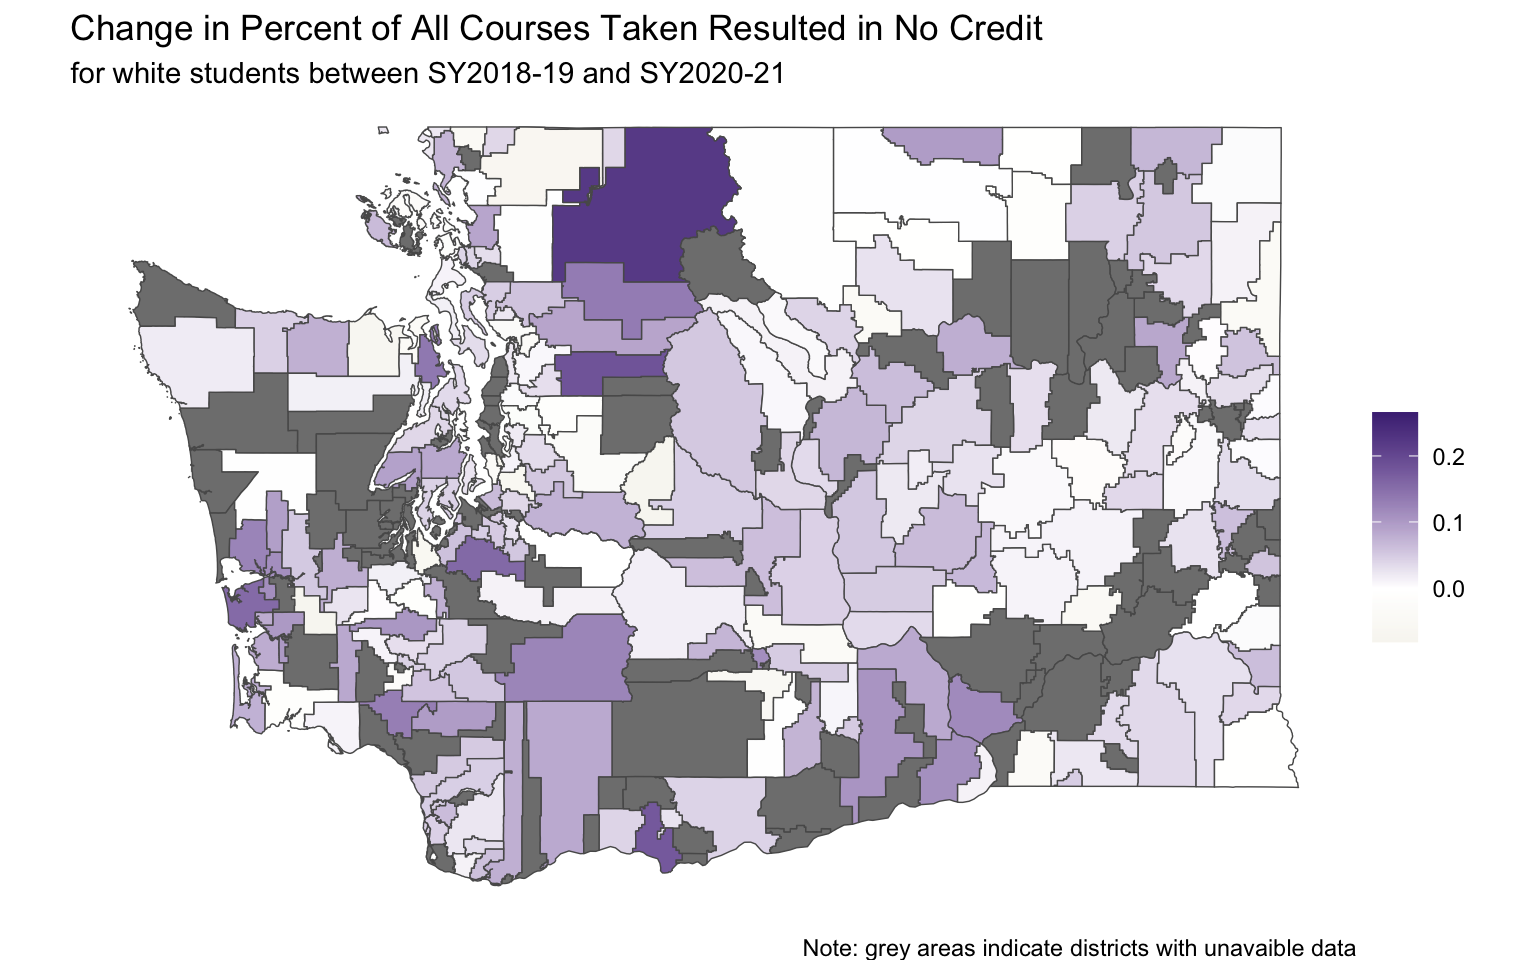 Change in Percent of All Courses Taken Resulted in No Credit
for white students between SY2018-19 and SY2020-21
0.2
0.1
0.0
Note: grey areas indicate districts with unavaible data